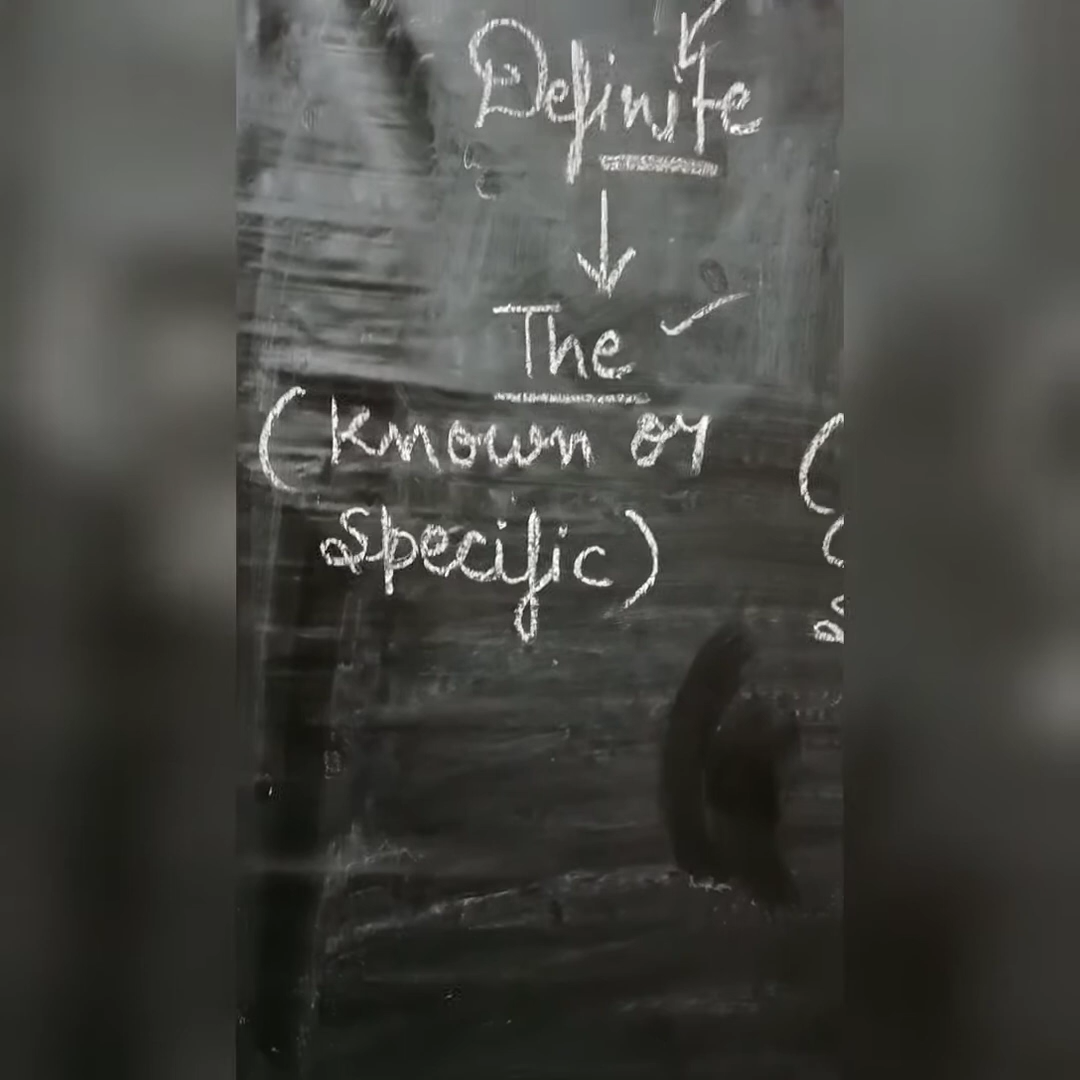 Definite
↓
The ✓
(Known or
Specific)